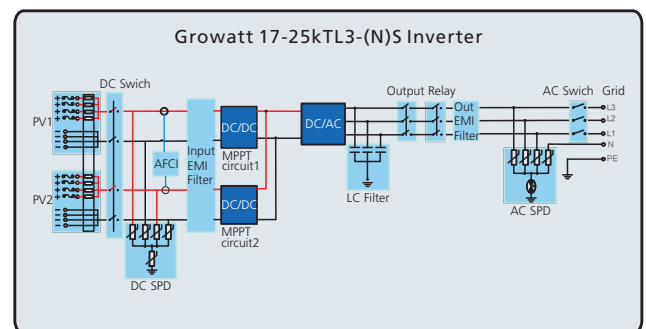 Growatt 17-25kTL3-(N)S Inverter
DC Swich
Output Relay
AC Swich Grid
PV1
PV2
AFCI
Input
EMI
Filter
DC/DC
MPPT
circuit1
DC/DC
MPPT
circuit2
DC/AC
LC Filter
Out
EMI
Filter
L3
L2
L1
N
PE
DC SPD
AC SPD